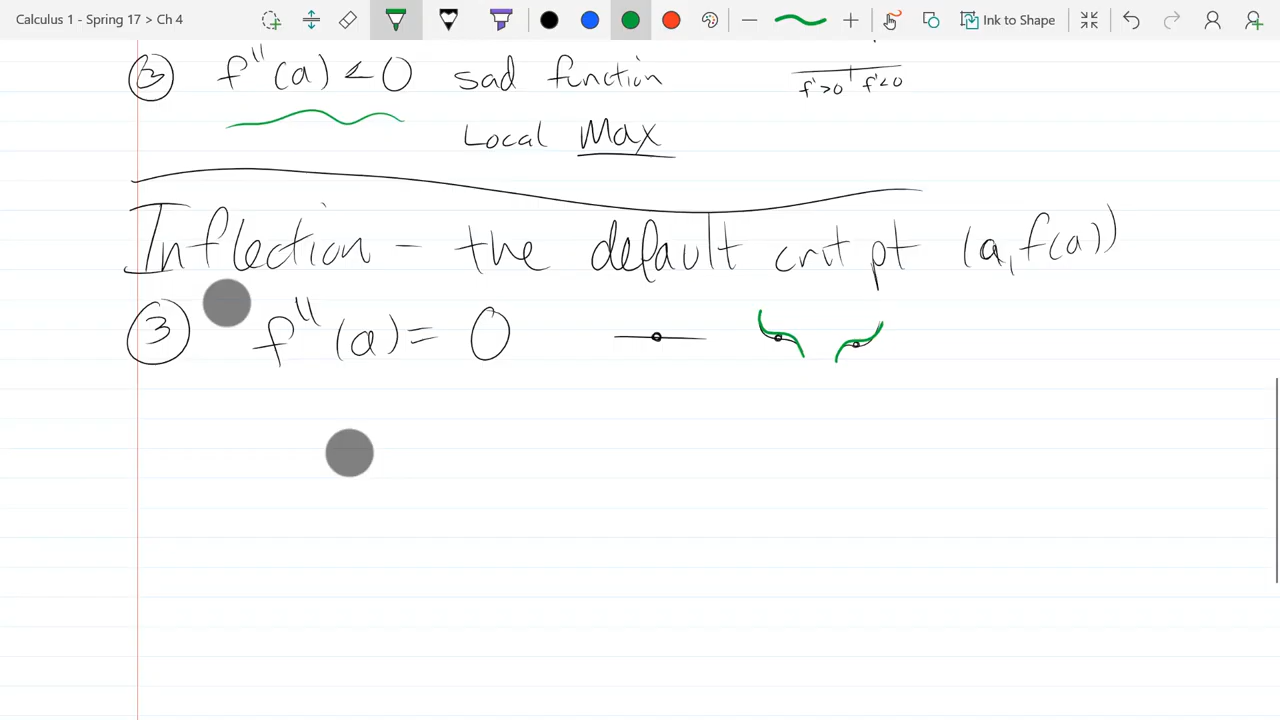 Calculus 1 - Spring 17 > Ch 4
Ink to Shape
② f''(a) < 0 sad function
f'>0 f'<0
Local Max
Inflection - the default crit pt (a, f(a))
③ f''(a) = 0